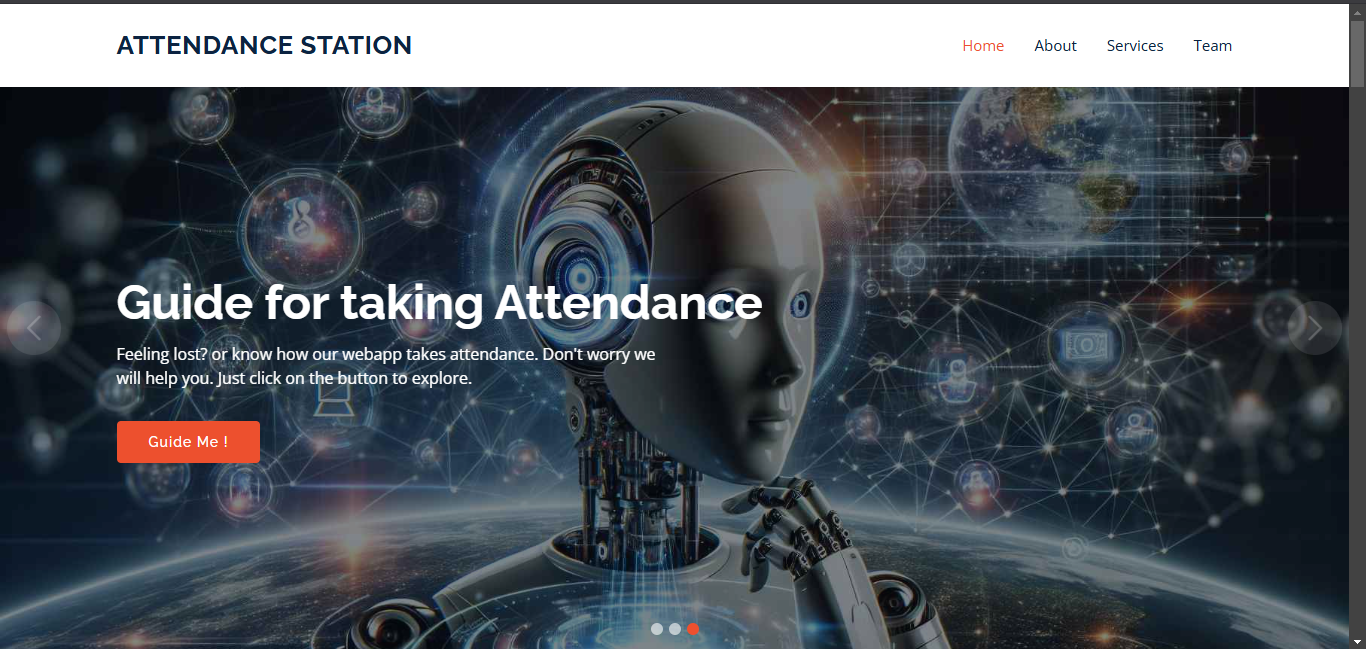 ATTENDANCE STATION
Home About Services Team
Guide for taking Attendance
Feeling lost? or know how our webapp takes attendance. Don't worry we
will help you. Just click on the button to explore.
Guide Me !